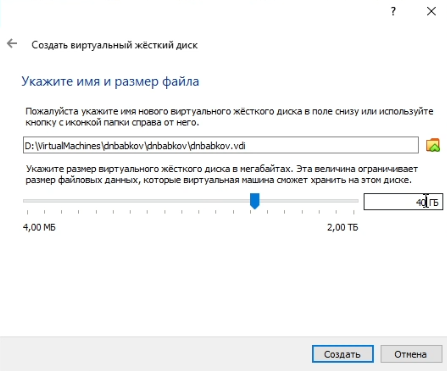 Создать виртуальный жёсткий диск
Укажите имя и размер файла
Пожалуйста укажите имя нового виртуального жёсткого диска в поле снизу или используйте
кнопку с иконкой папки справа от него.
D:\VirtualMachines\dnbabkov\dnbabkov\dnbabkov.vdi
Укажите размер виртуального жёсткого диска в мегабайтах. Эта величина ограничивает
размер файловых данных, которые виртуальная машина сможет хранить на этом диске.
40 ГБ
4,00 МБ
2,00 ТБ
Создать
Отмена